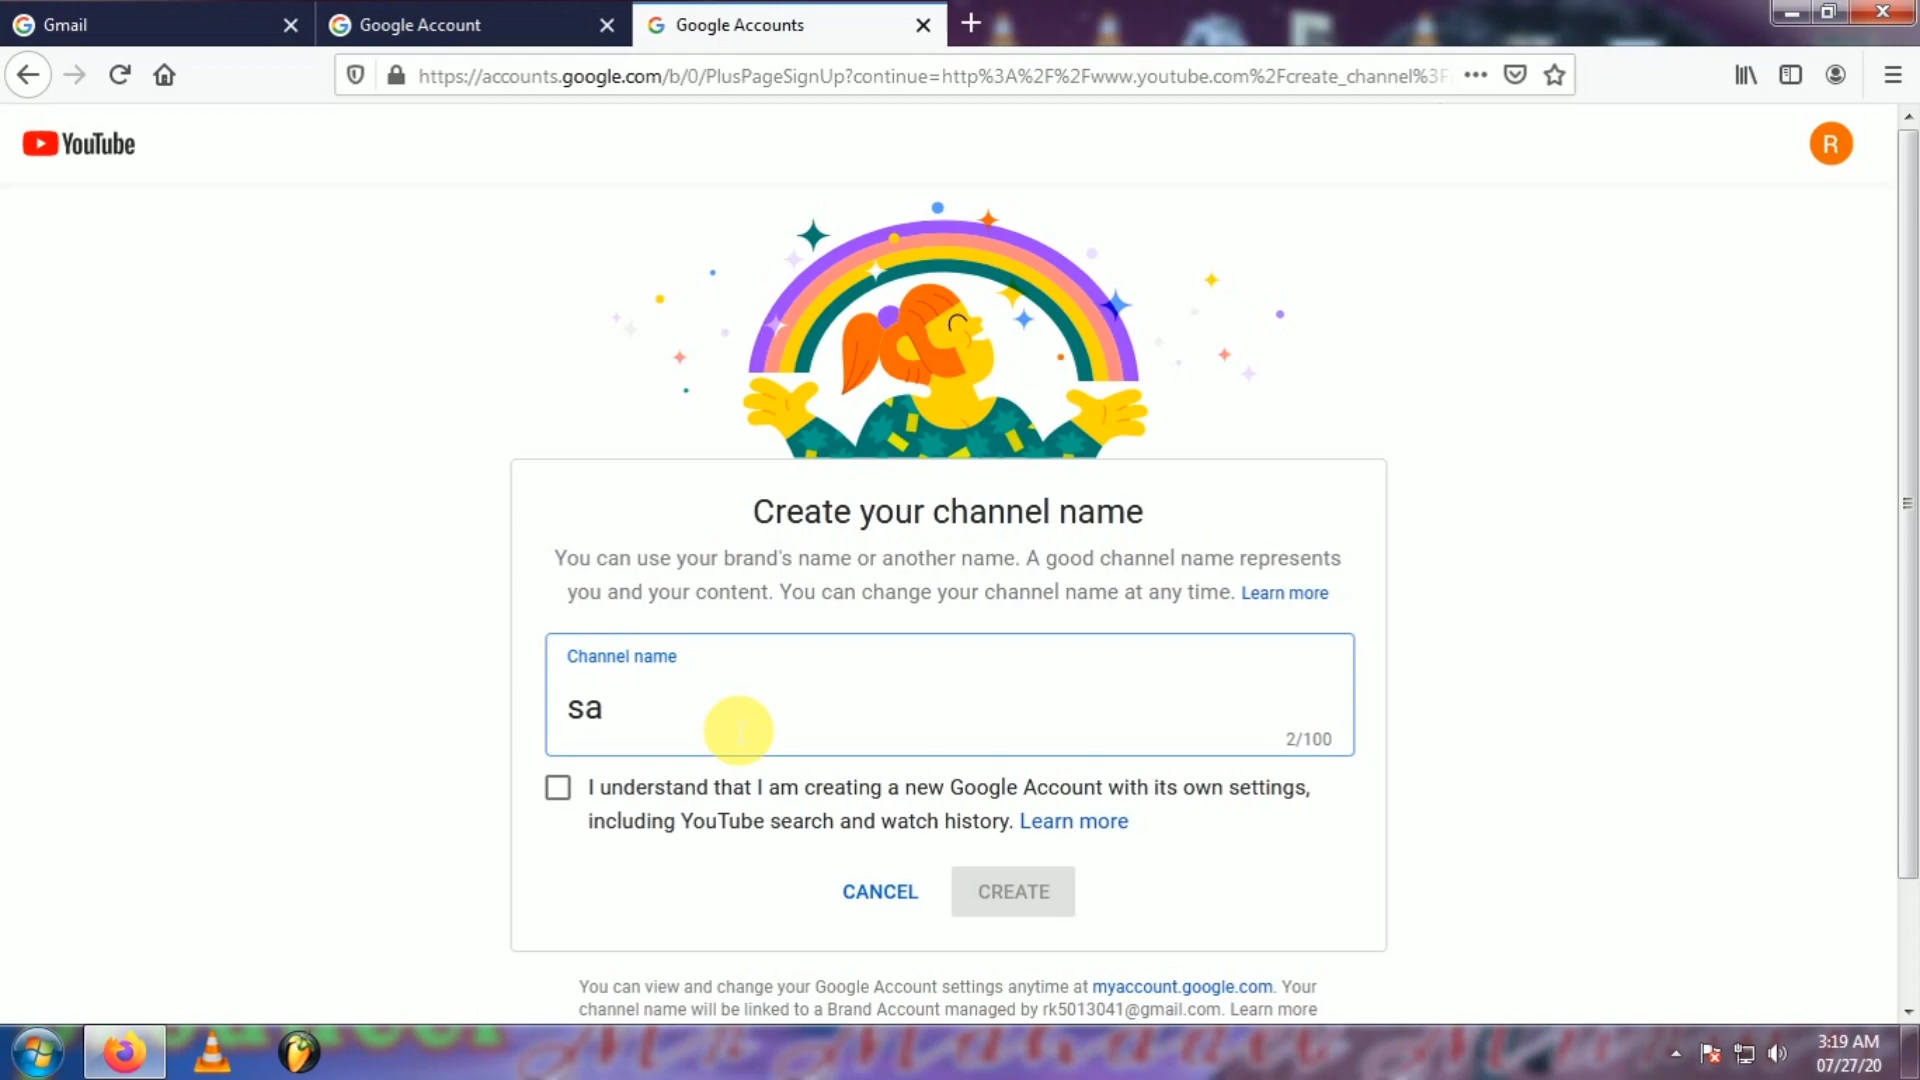 Gmail
Google Account
Google Accounts
https://accounts.google.com/b/0/PlusPageSignUp?continue=http%3A%2F%2Fwww.youtube.com%2Fcreate_channel%3F
YouTube
R
Create your channel name
You can use your brand's name or another name. A good channel name represents
you and your content. You can change your channel name at any time. Learn more
Channel name
sa
2/100
I understand that I am creating a new Google Account with its own settings,
including YouTube search and watch history. Learn more
CANCEL
CREATE
You can view and change your Google Account settings anytime at myaccount.google.com. Your
channel name will be linked to a Brand Account managed by rk5013041@gmail.com. Learn more
3:19 AM
07/27/20